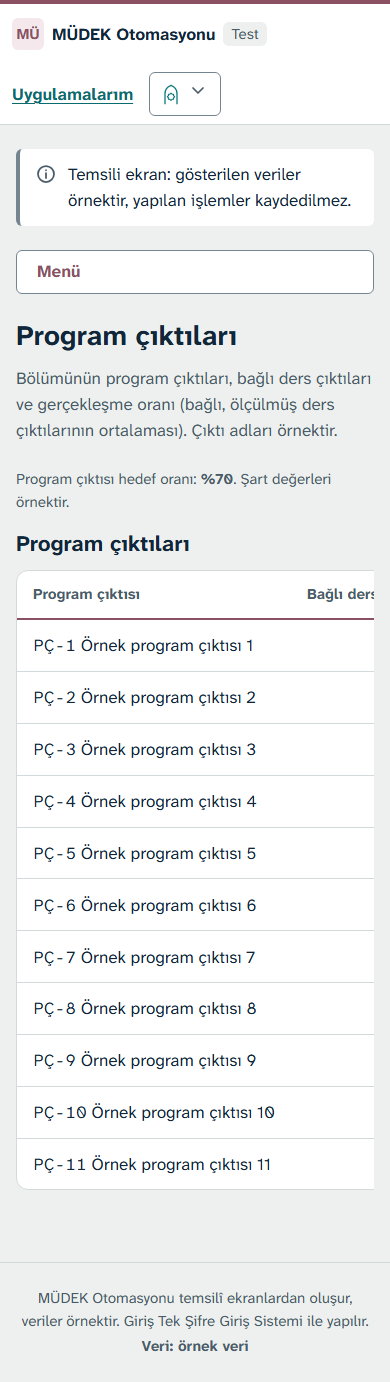 MÜ MÜDEK Otomasyonu Test
Uygulamalarım
Temsili ekran: gösterilen veriler
örnektir, yapılan işlemler kaydedilmez.
Menü
Program çıktıları
Bölümünün program çıktıları, bağlı ders çıktıları
ve gerçekleşme oranı (bağlı, ölçülmüş ders
çıktılarının ortalaması). Çıktı adları örnektir.
Program çıktısı hedef oranı: %70. Şart değerleri
örnektir.
Program çıktıları
Program çıktısı Bağlı ders
PÇ-1 Örnek program çıktısı 1
PÇ-2 Örnek program çıktısı 2
PÇ-3 Örnek program çıktısı 3
PÇ-4 Örnek program çıktısı 4
PÇ-5 Örnek program çıktısı 5
PÇ-6 Örnek program çıktısı 6
PÇ-7 Örnek program çıktısı 7
PÇ-8 Örnek program çıktısı 8
PÇ-9 Örnek program çıktısı 9
PÇ-10 Örnek program çıktısı 10
PÇ-11 Örnek program çıktısı 11
MÜDEK Otomasyonu temsilî ekranlardan oluşur,
veriler örnektir. Giriş Tek Şifre Giriş Sistemi ile yapılır.
Veri: örnek veri